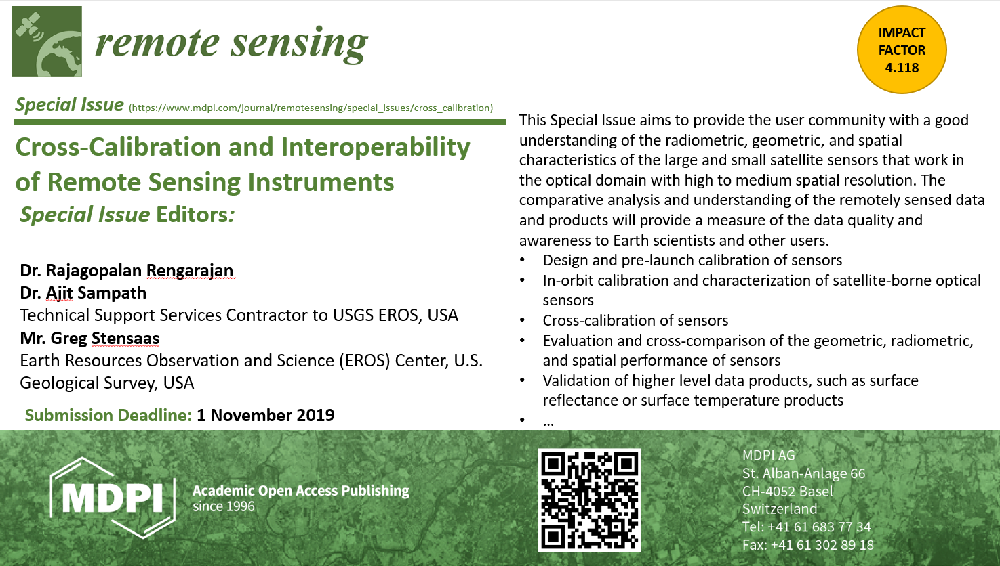 remote sensing
IMPACT
FACTOR
4.118
Special Issue (https://www.mdpi.com/journal/remotesensing/special_issues/cross_calibration)
Cross-Calibration and Interoperability
of Remote Sensing Instruments
Special Issue Editors:
Dr. Rajagopalan Rengarajan
Dr. Ajit Sampath
Technical Support Services Contractor to USGS EROS, USA
Mr. Greg Stensaas
Earth Resources Observation and Science (EROS) Center, U.S.
Geological Survey, USA
Submission Deadline: 1 November 2019
This Special Issue aims to provide the user community with a good
understanding of the radiometric, geometric, and spatial
characteristics of the large and small satellite sensors that work in
the optical domain with high to medium spatial resolution. The
comparative analysis and understanding of the remotely sensed data
and products will provide a measure of the data quality and
awareness to Earth scientists and other users.
• Design and pre-launch calibration of sensors
• In-orbit calibration and characterization of satellite-borne optical
sensors
• Cross-calibration of sensors
• Evaluation and cross-comparison of the geometric, radiometric,
and spatial performance of sensors
• Validation of higher level data products, such as surface
reflectance or surface temperature products
• ...
MDPI
Academic Open Access Publishing
since 1996
MDPI AG
St. Alban-Anlage 66
CH-4052 Basel
Switzerland
Tel: +41 61 683 77 34
Fax: +41 61 302 89 18